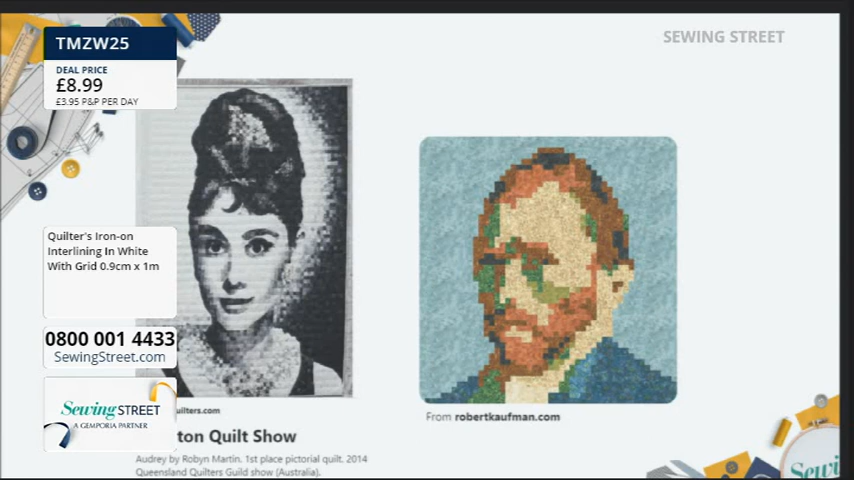 TMZW25
DEAL PRICE
£8.99
£3.95 P&P PER DAY
SEWING STREET
Quilter's Iron-on
Interlining In White
With Grid 0.9cm x 1m
0800 001 4433
SewingStreet.com
Sewing STREET
A GEMPORIA PARTNER
uilters.com
ton Quilt Show
Audrey by Robyn Martin. 1st place pictorial quilt. 2014
Queensland Quilters Guild show (Australia).
From robertkaufman.com
Sewi